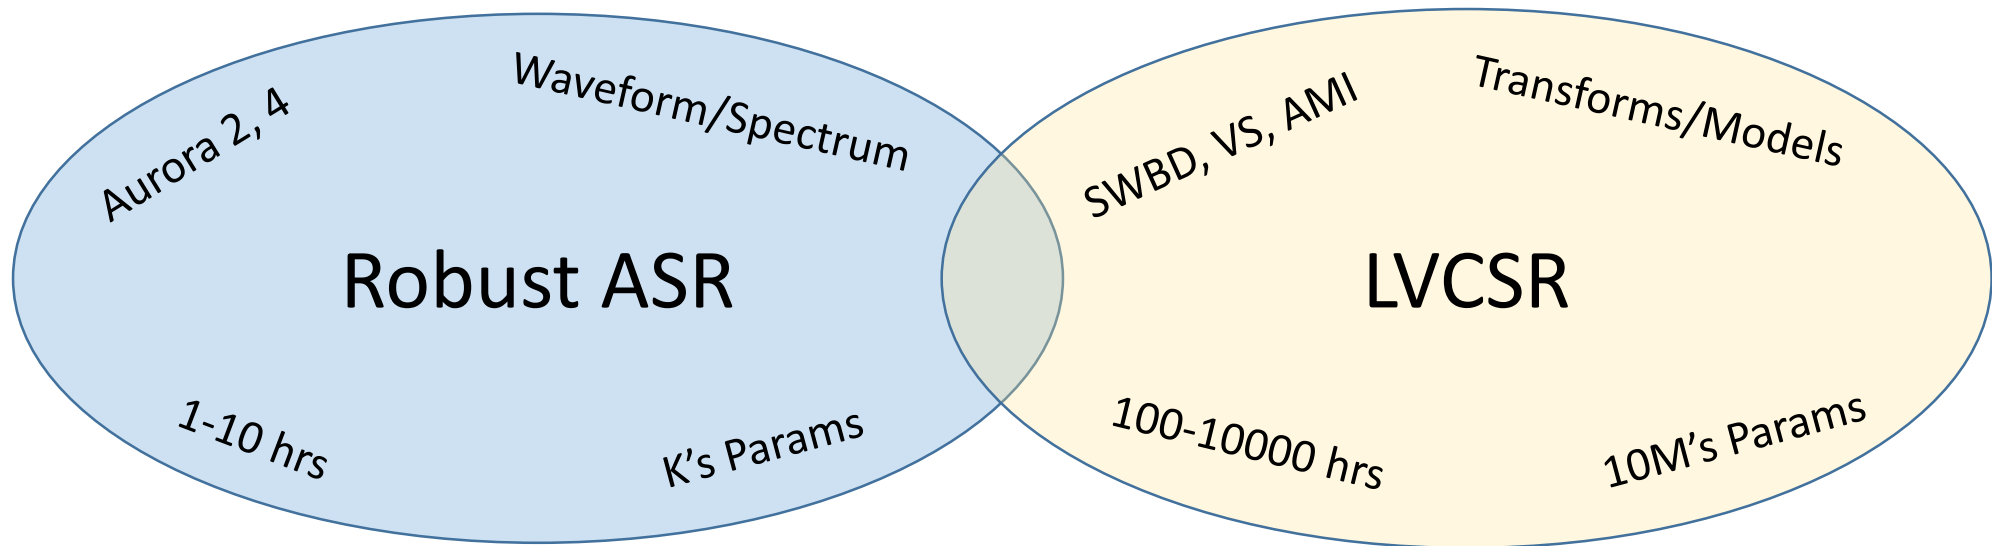 Aurora 2, 4
Waveform/Spectrum
Robust ASR
1-10 hrs
K’s Params
SWBD, VS, AMI
Transforms/Models
LVCSR
100-10000 hrs
10M’s Params